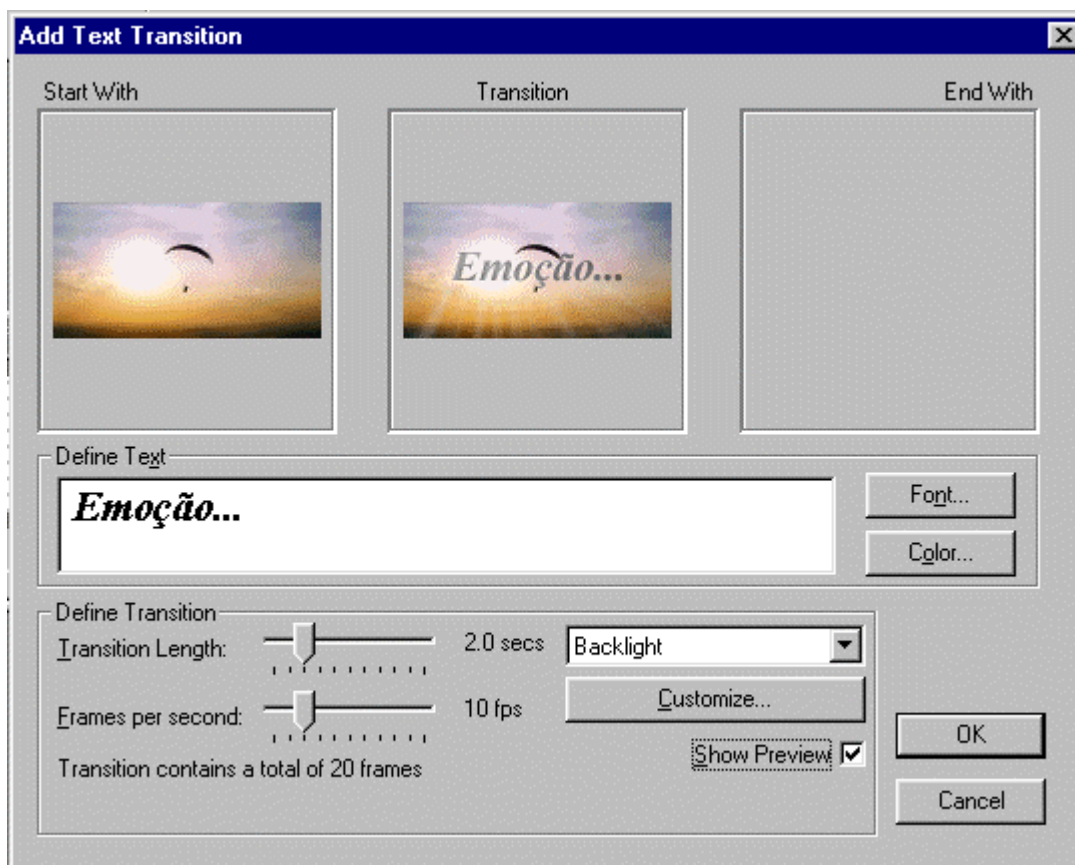 Add Text Transition
Start With
Transition
End With
Emoção...
Define Text
Emoção...
Font...
Color...
Define Transition
Transition Length:
2.0 secs
Backlight
Customize...
Frames per second:
10 fps
Show Preview
Transition contains a total of 20 frames
OK
Cancel